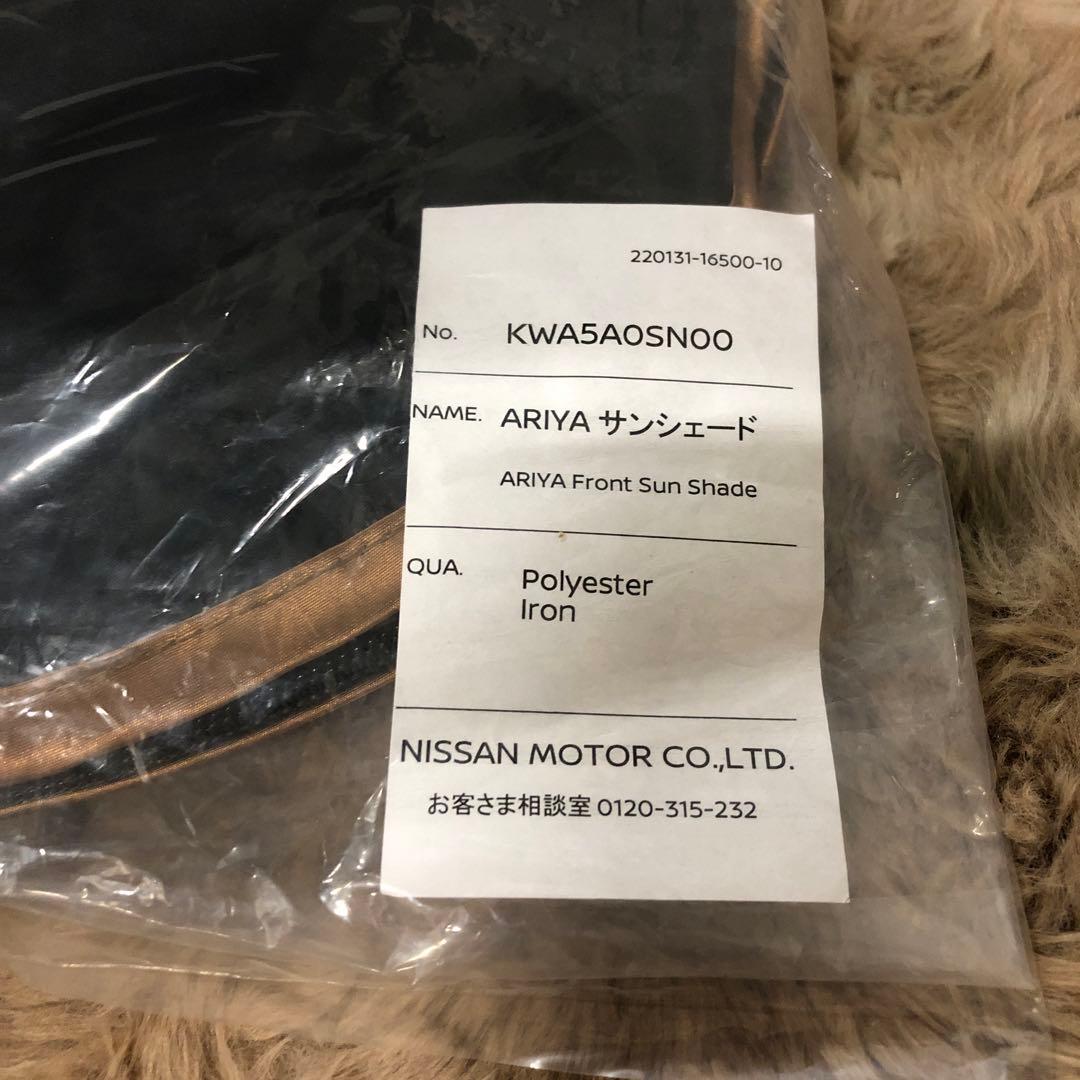 220131-16500-10
No. KWA5A0SN00
NAME. ARIYA サンシェード
ARIYA Front Sun Shade
QUA. Polyester
Iron
NISSAN MOTOR CO.,LTD.
お客さま相談室 0120-315-232